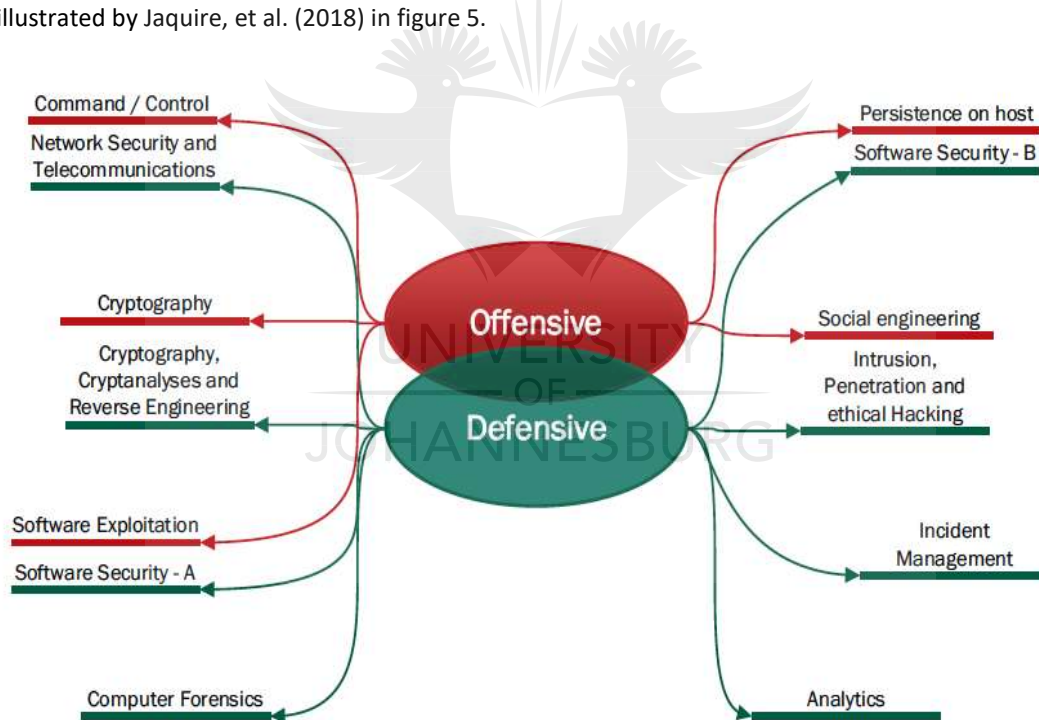 illustrated by Jaquire, et al. (2018) in figure 5.
Command / Control
Network Security and
Telecommunications
Cryptography
Cryptography,
Cryptanalyses and
Reverse Engineering
Software Exploitation
Software Security - A
Computer Forensics
Offensive
Defensive
UNIVERSITY
OF
JOHANNESBURG
Persistence on host
Software Security - B
Social engineering
Intrusion,
Penetration and
ethical Hacking
Incident
Management
Analytics